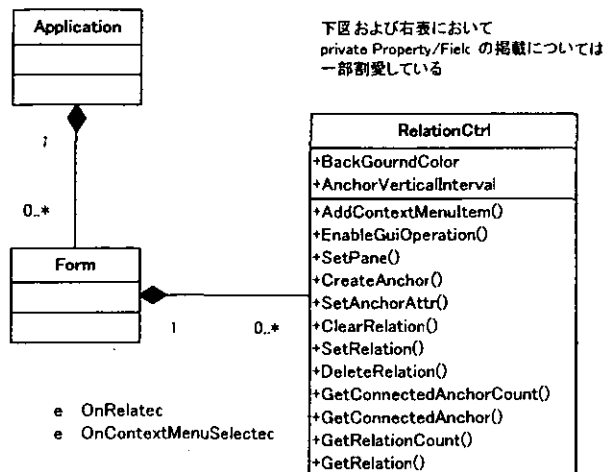 Application
下図および右表において
private Property/Fielc の掲載については
一部割愛している
1
0..*
RelationCtrl
+BackGourndColor
+AnchorVerticalInterval
+AddContextMenuItem()
+EnableGuiOperation()
+SetPane()
+CreateAnchor()
+SetAnchorAttr()
+ClearRelation()
+SetRelation()
+DeleteRelation()
+GetConnectedAnchorCount()
+GetConnectedAnchor()
+GetRelationCount()
+GetRelation()
Form
1
0..*
e OnRelatec
e OnContextMenuSelectec